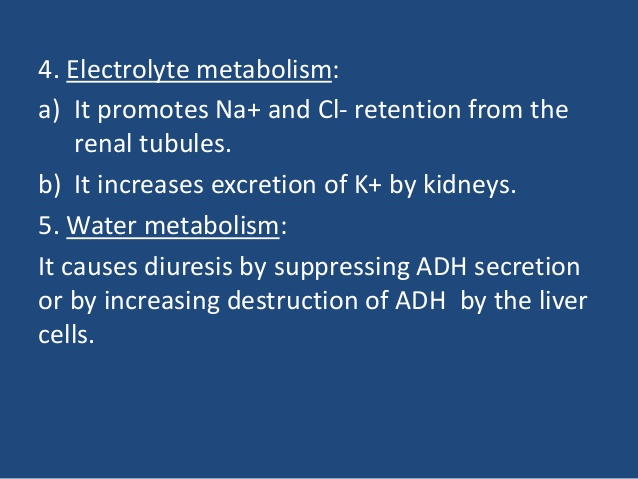 4. Electrolyte metabolism:
a) It promotes Na+ and Cl- retention from the
renal tubules.
b) It increases excretion of K+ by kidneys.
5. Water metabolism:
It causes diuresis by suppressing ADH secretion
or by increasing destruction of ADH  by the liver
cells.